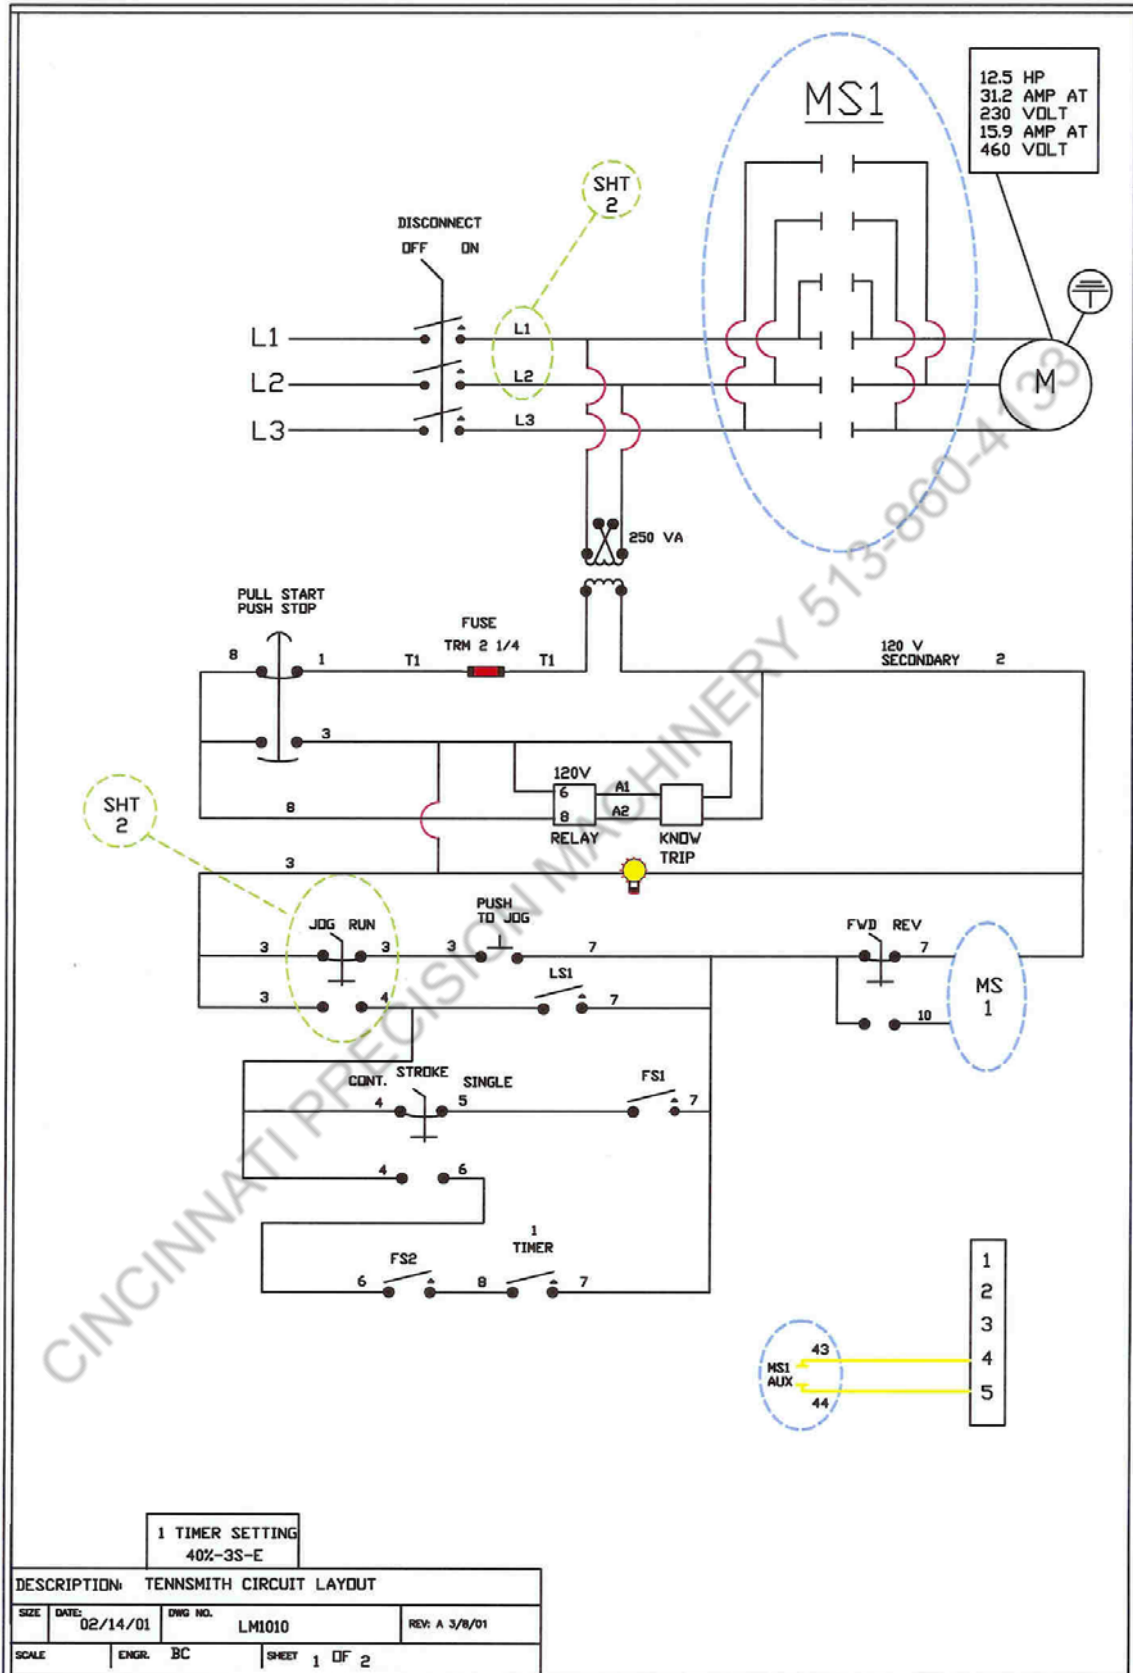 MS1
12.5 HP
31.2 AMP AT
230 VOLT
15.9 AMP AT
460 VOLT
SHT
2
DISCONNECT
OFF ON
L1
L1
L2
L2
L3
L3
M
250 VA
PULL START
PUSH STOP
FUSE
TRM 2 1/4
8
1
T1
T1
120 V
SECONDARY 2
3
120V
6
A1
8
8
A2
RELAY
KNOW
TRIP
SHT
2
3
JOG RUN
PUSH
TO JOG
FWD REV
3
3
3
7
7
LS1
MS
1
3
4
7
10
CONT. STROKE SINGLE
FS1
4
5
7
4
6
1
TIMER
FS2
6
8
7
1
2
3
4
5
MS1
AUX
43
44
CINCINNATI PRECISION MACHINERY 513-860-4133
1 TIMER SETTING
40%-3S-E
DESCRIPTION: TENNSMITH CIRCUIT LAYOUT
SIZE
DATE: 02/14/01
DWG NO. LM1010
REV: A 3/8/01
SCALE
ENGR. BC
SHEET 1 OF 2